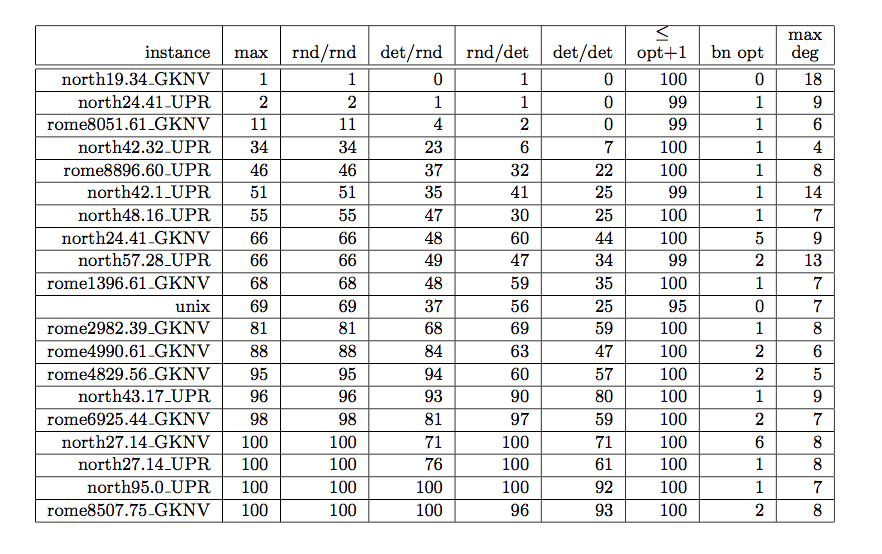 ≤ max
instance max rnd/rnd det/rnd rnd/det det/det opt+1 bn opt deg
north19.34_GKNV 1 1 0 1 0 100 0 18
north24.41_UPR 2 2 1 1 0 99 1 9
rome8051.61_GKNV 11 11 4 2 0 99 1 6
north42.32_UPR 34 34 23 6 7 100 1 4
rome8896.60_UPR 46 46 37 32 22 100 1 8
north42.1_UPR 51 51 35 41 25 99 1 14
north48.16_UPR 55 55 47 30 25 100 1 7
north24.41_GKNV 66 66 48 60 44 100 5 9
north57.28_UPR 66 66 49 47 34 99 2 13
rome1396.61_GKNV 68 68 48 59 35 100 1 7
unix 69 69 37 56 25 95 0 7
rome2982.39_GKNV 81 81 68 69 59 100 1 8
rome4990.61_GKNV 88 88 84 63 47 100 2 6
rome4829.56_GKNV 95 95 94 60 57 100 2 5
north43.17_UPR 96 96 93 90 80 100 1 9
rome6925.44_GKNV 98 98 81 97 59 100 2 7
north27.14_GKNV 100 100 71 100 71 100 6 8
north27.14_UPR 100 100 76 100 61 100 1 8
north95.0_UPR 100 100 100 100 92 100 1 7
rome8507.75_GKNV 100 100 100 96 93 100 2 8